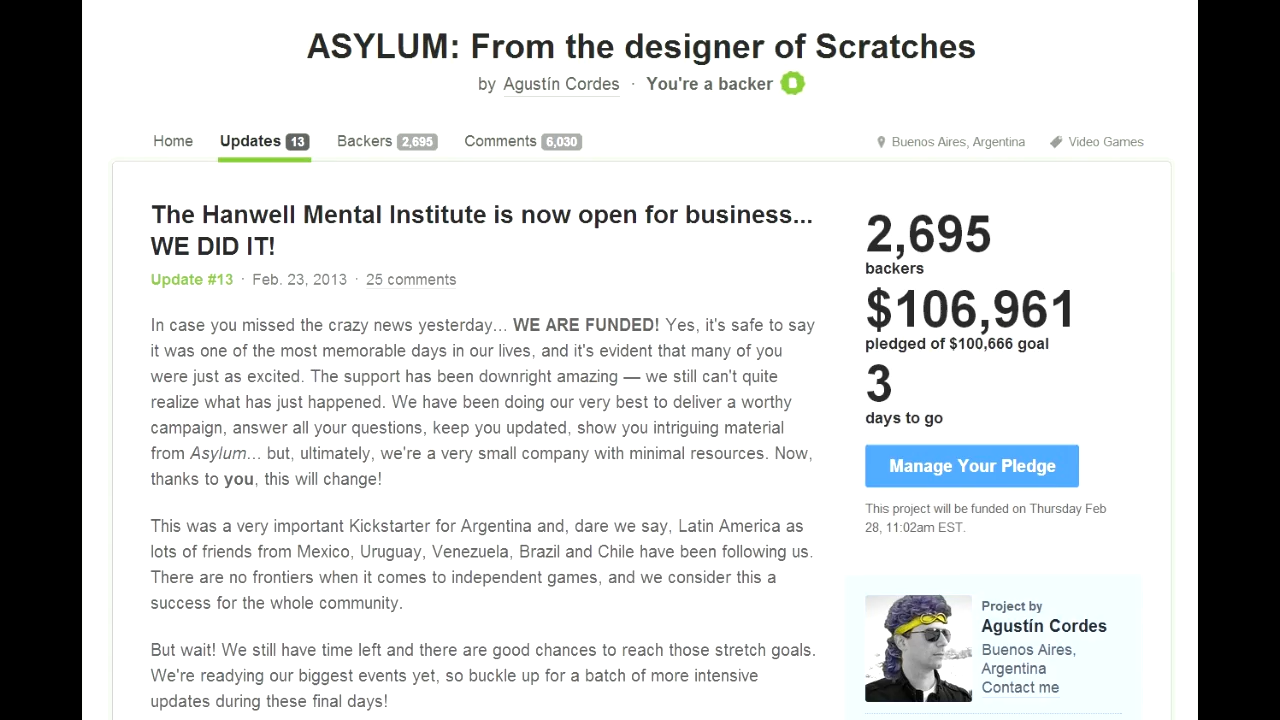 ASYLUM: From the designer of Scratches
by Agustín Cordes · You're a backer
Home Updates 13 Backers 2,695 Comments 6,030 Buenos Aires, Argentina Video Games
The Hanwell Mental Institute is now open for business...
WE DID IT!
Update #13 · Feb. 23, 2013 · 25 comments
In case you missed the crazy news yesterday... WE ARE FUNDED! Yes, it's safe to say
it was one of the most memorable days in our lives, and it's evident that many of you
were just as excited. The support has been downright amazing — we still can't quite
realize what has just happened. We have been doing our very best to deliver a worthy
campaign, answer all your questions, keep you updated, show you intriguing material
from Asylum... but, ultimately, we're a very small company with minimal resources. Now,
thanks to you, this will change!
This was a very important Kickstarter for Argentina and, dare we say, Latin America as
lots of friends from Mexico, Uruguay, Venezuela, Brazil and Chile have been following us.
There are no frontiers when it comes to independent games, and we consider this a
success for the whole community.
But wait! We still have time left and there are good chances to reach those stretch goals.
We're readying our biggest events yet, so buckle up for a batch of more intensive
updates during these final days!
2,695
backers
$106,961
pledged of $100,666 goal
3
days to go
Manage Your Pledge
This project will be funded on Thursday Feb
28, 11:02am EST.
Project by
Agustín Cordes
Buenos Aires,
Argentina
Contact me